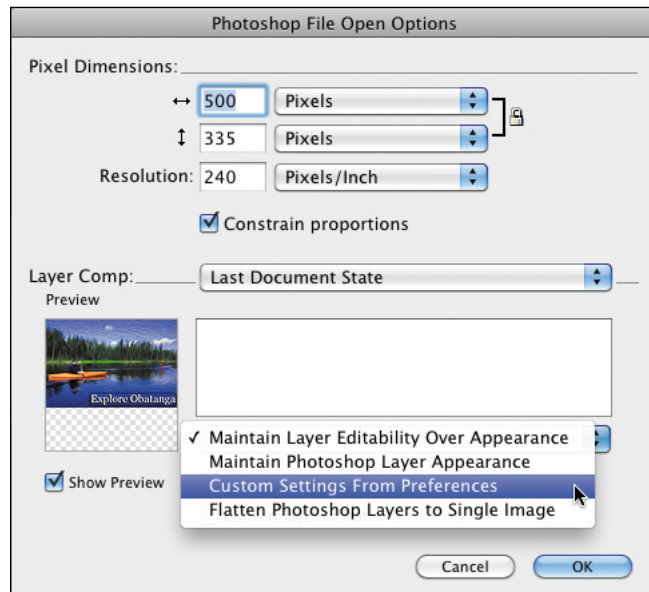 Photoshop File Open Options
Pixel Dimensions:
500 Pixels
335 Pixels
Resolution: 240 Pixels/Inch
Constrain proportions
Layer Comp: Last Document State
Preview
Explore Obatanga
Maintain Layer Editability Over Appearance
Maintain Photoshop Layer Appearance
Show Preview
Custom Settings From Preferences
Flatten Photoshop Layers to Single Image
Cancel OK